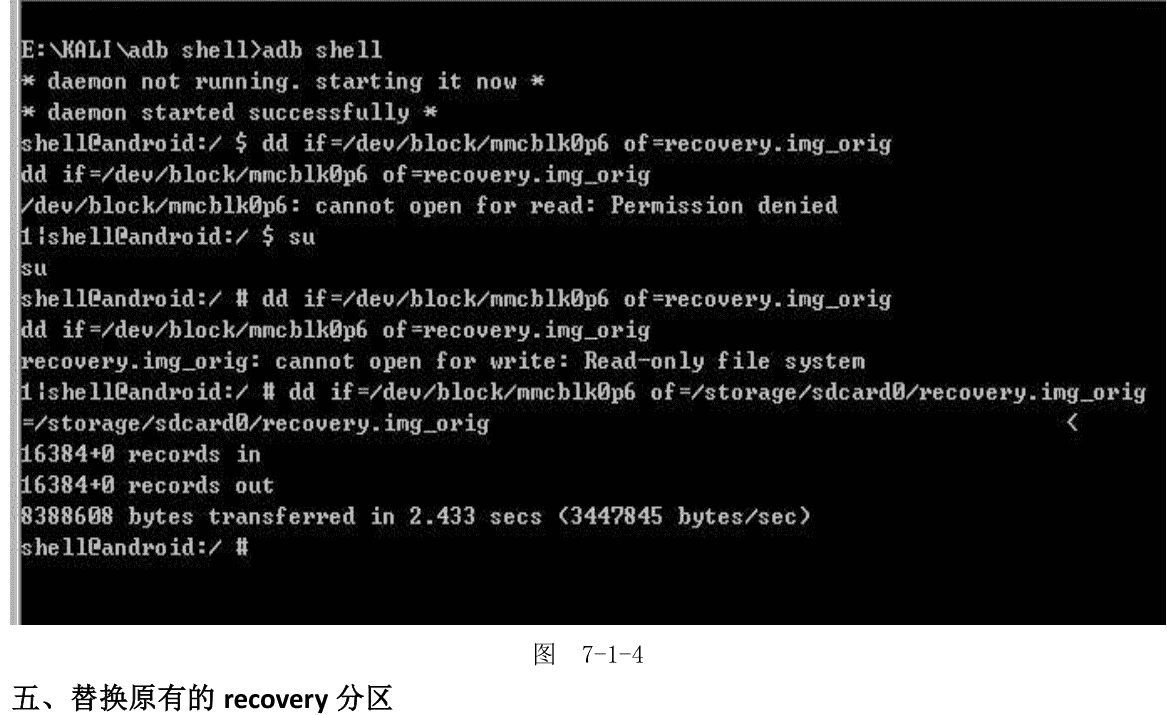 E:\KALI\adb shell>adb shell
* daemon not running. starting it now *
* daemon started successfully *
shell@android:/ $ dd if=/dev/block/mmcblk0p6 of=recovery.img_orig
dd if=/dev/block/mmcblk0p6 of=recovery.img_orig
/dev/block/mmcblk0p6: cannot open for read: Permission denied
1|shell@android:/ $ su
su
shell@android:/ # dd if=/dev/block/mmcblk0p6 of=recovery.img_orig
dd if=/dev/block/mmcblk0p6 of=recovery.img_orig
recovery.img_orig: cannot open for write: Read-only file system
1|shell@android:/ # dd if=/dev/block/mmcblk0p6 of=/storage/sdcard0/recovery.img_orig
=/storage/sdcard0/recovery.img_orig <
16384+0 records in
16384+0 records out
8388608 bytes transferred in 2.433 secs (3447845 bytes/sec)
shell@android:/ #
图 7-1-4
五、替换原有的 recovery 分区